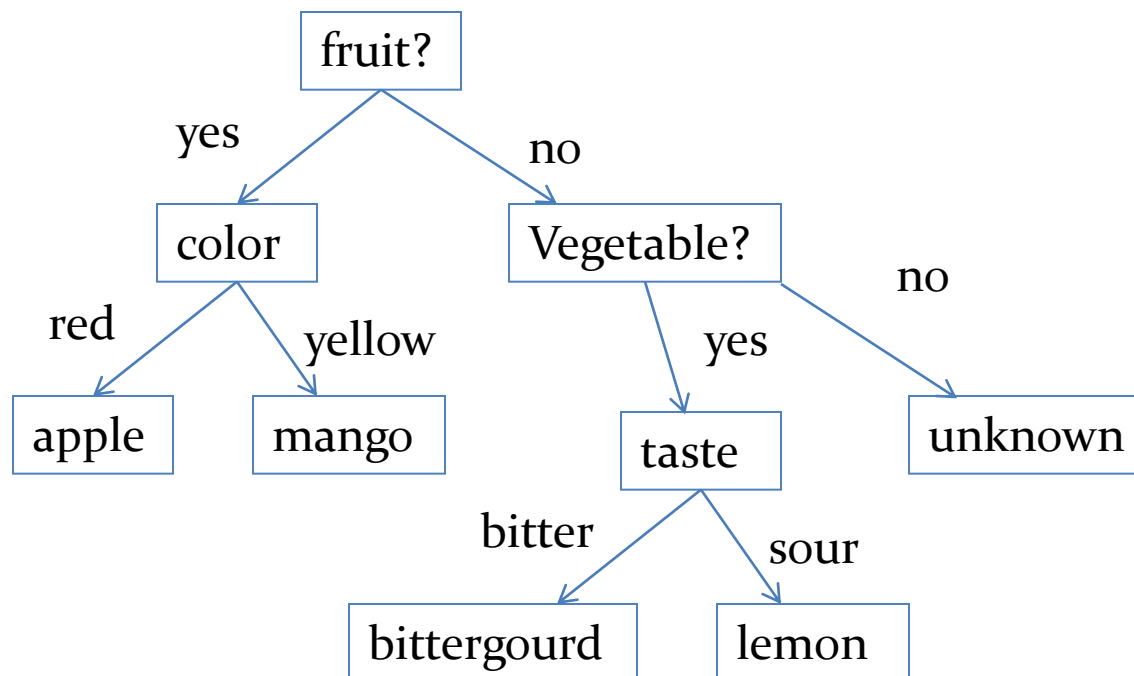 fruit?
yes
no
color
Vegetable?
no
red
yellow
yes
apple
mango
taste
unknown
bitter
sour
bittergourd
lemon